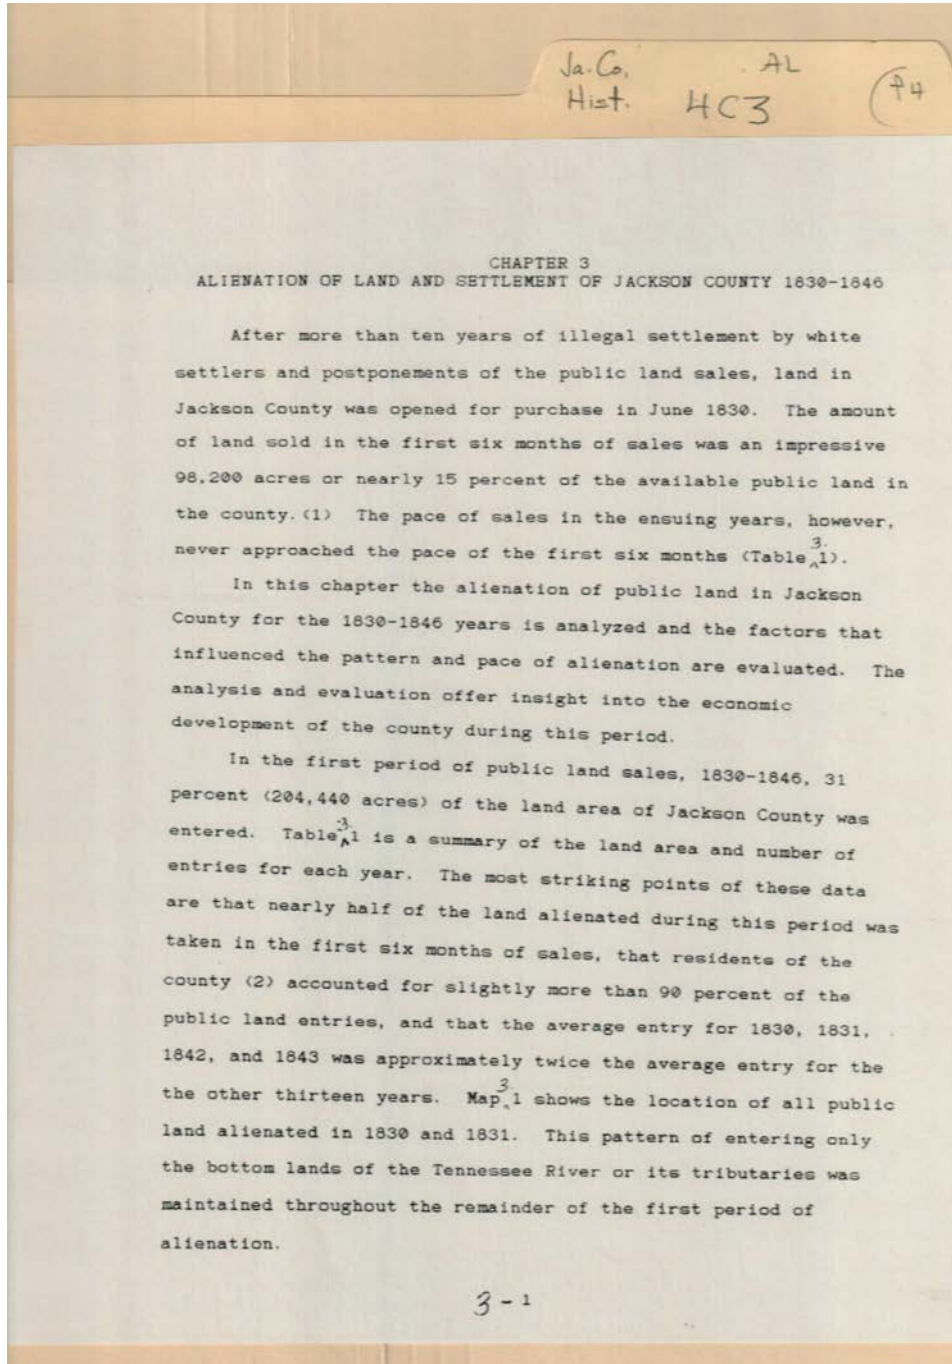 Ja. Co. AL
Hist. 4C3 P4
CHAPTER 3
ALIENATION OF LAND AND SETTLEMENT OF JACKSON COUNTY 1830-1846
After more than ten years of illegal settlement by white
settlers and postponements of the public land sales, land in
Jackson County was opened for purchase in June 1830. The amount
of land sold in the first six months of sales was an impressive
98,200 acres or nearly 15 percent of the available public land in
the county.(1) The pace of sales in the ensuing years, however,
never approached the pace of the first six months (Table 3.1).
In this chapter the alienation of public land in Jackson
County for the 1830-1846 years is analyzed and the factors that
influenced the pattern and pace of alienation are evaluated. The
analysis and evaluation offer insight into the economic
development of the county during this period.
In the first period of public land sales, 1830-1846, 31
percent (204,440 acres) of the land area of Jackson County was
entered. Table 3.1 is a summary of the land area and number of
entries for each year. The most striking points of these data
are that nearly half of the land alienated during this period was
taken in the first six months of sales, that residents of the
county (2) accounted for slightly more than 90 percent of the
public land entries, and that the average entry for 1830, 1831,
1842, and 1843 was approximately twice the average entry for the
the other thirteen years. Map 3.1 shows the location of all public
land alienated in 1830 and 1831. This pattern of entering only
the bottom lands of the Tennessee River or its tributaries was
maintained throughout the remainder of the first period of
alienation.
3-1